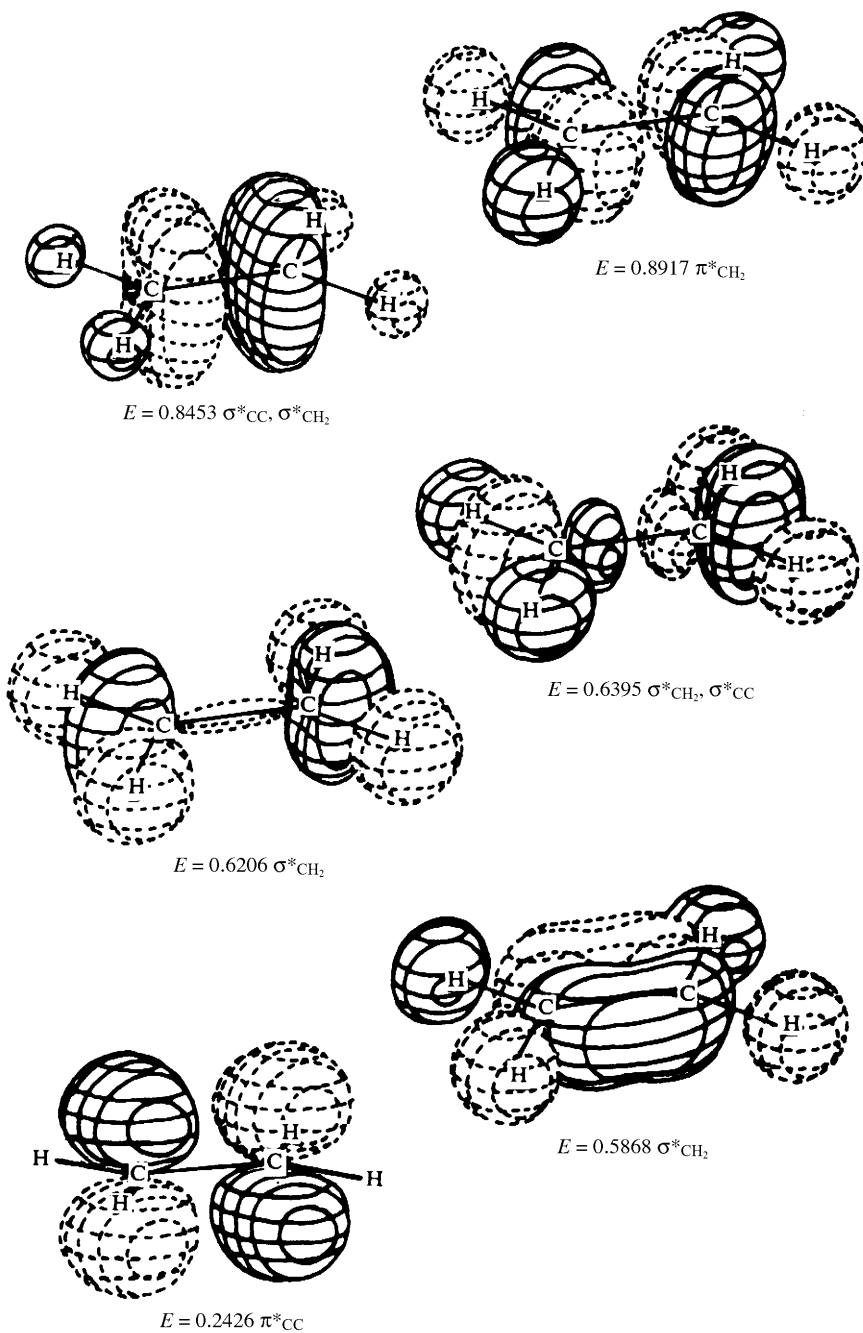 H
H
C
C
H
H
E = 0.8917 π*CH₂
H
H
C
C
H
H
E = 0.8453 σ*CC, σ*CH₂
H
H
C
C
H
H
E = 0.6395 σ*CH₂, σ*CC
H
H
C
C
H
H
E = 0.6206 σ*CH₂
H
H
C
C
H
H
E = 0.5868 σ*CH₂
H
H
C
C
H
H
E = 0.2426 π*CC